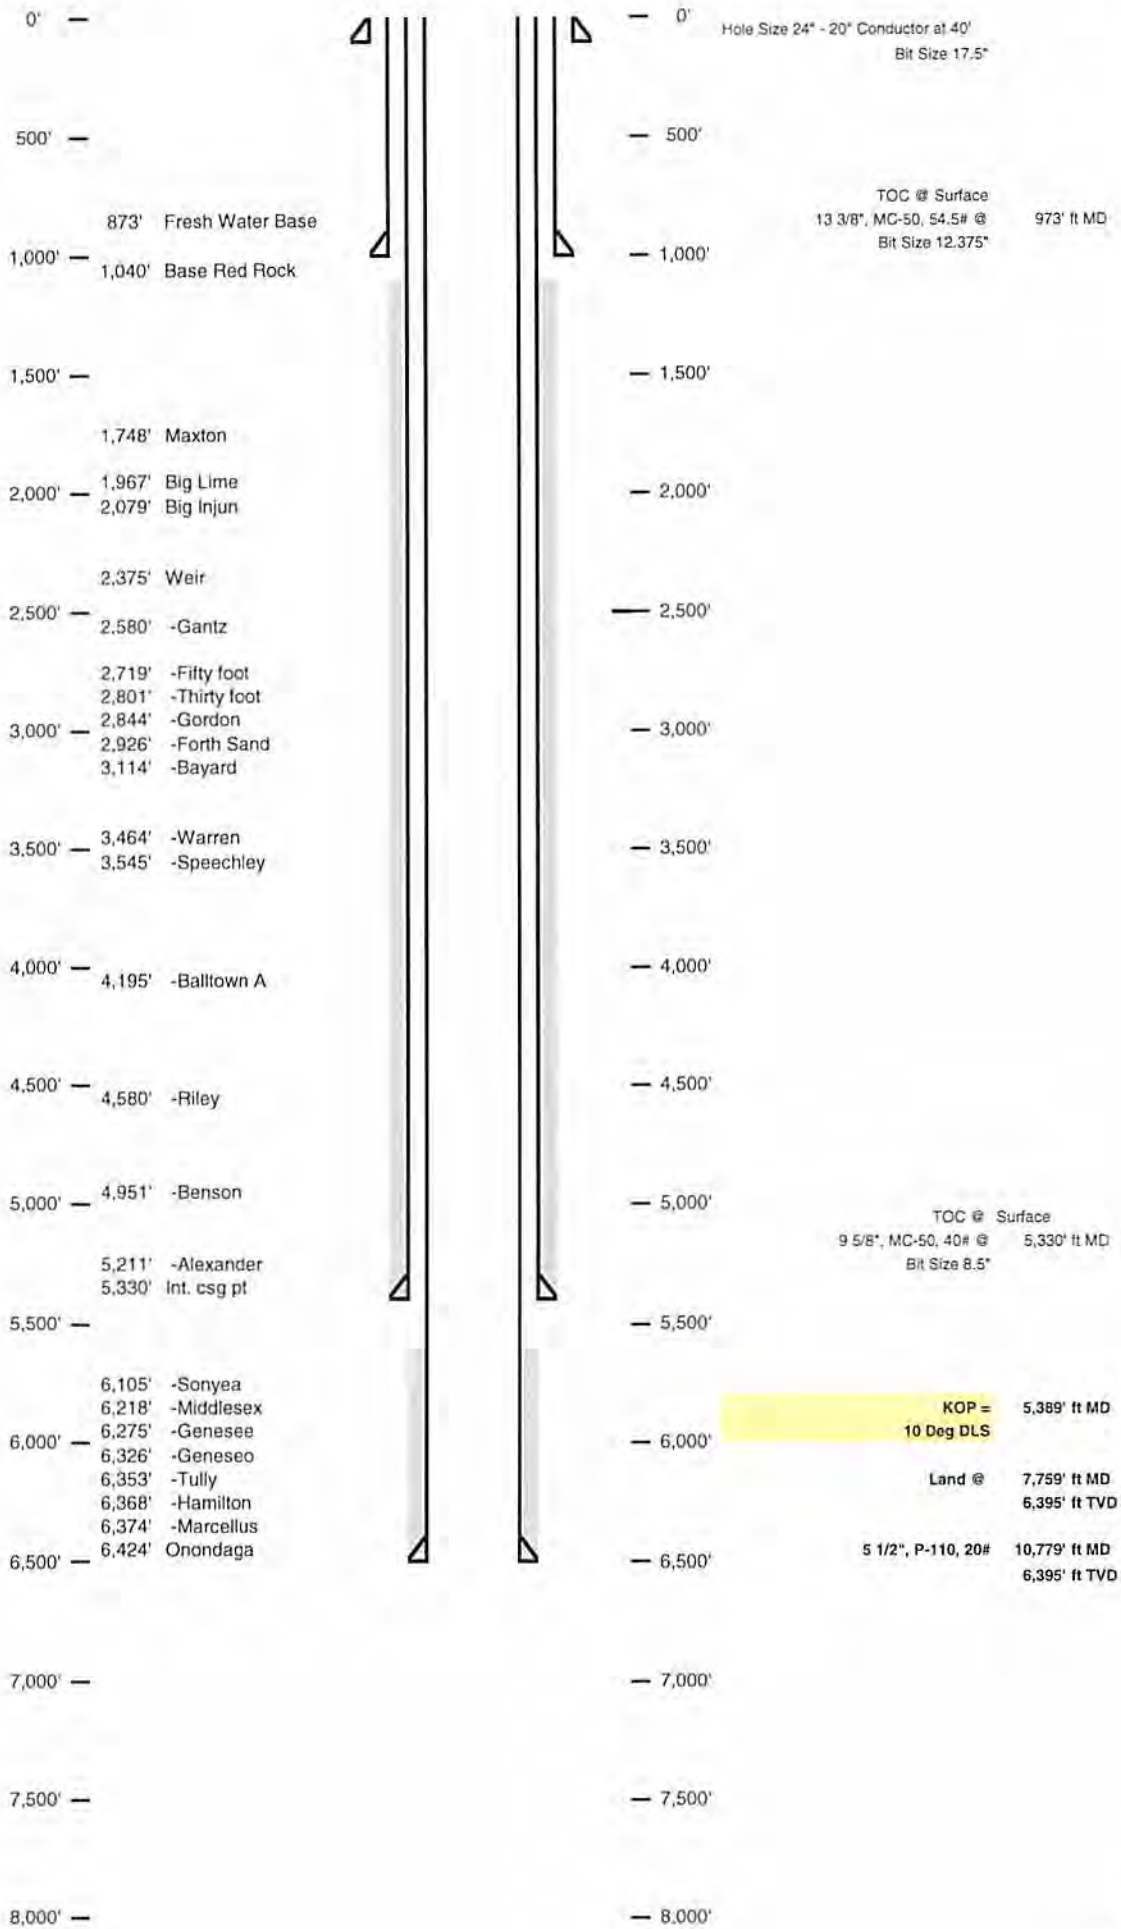 0'
500'
873' Fresh Water Base
1,000'
1,040' Base Red Rock
1,500'
1,748' Maxton
1,967' Big Lime
2,000'
2,079' Big Injun
2,375' Weir
2,500'
2,580' -Gantz
2,719' -Fifty foot
2,801' -Thirty foot
2,844' -Gordon
3,000'
2,926' -Forth Sand
3,114' -Bayard
3,464' -Warren
3,500'
3,545' -Speechley
4,000'
4,195' -Balltown A
4,500'
4,580' -Riley
4,951' -Benson
5,000'
5,211' -Alexander
5,330' Int. csg pt
5,500'
6,105' -Sonyea
6,218' -Middlesex
6,275' -Genesee
6,000'
6,326' -Geneseo
6,353' -Tully
6,368' -Hamilton
6,374' -Marcellus
6,424' Onondaga
6,500'
7,000'
7,500'
8,000'
0'
500'
1,000'
1,500'
2,000'
2,500'
3,000'
3,500'
4,000'
4,500'
5,000'
5,500'
6,000'
6,500'
7,000'
7,500'
8,000'
Hole Size 24" - 20" Conductor at 40'
Bit Size 17.5"
TOC @ Surface
13 3/8", MC-50, 54.5# @ 973' ft MD
Bit Size 12.375"
TOC @ Surface
9 5/8", MC-50, 40# @ 5,330' ft MD
Bit Size 8.5"
KOP = 5,389' ft MD
10 Deg DLS
Land @ 7,759' ft MD
6,395' ft TVD
5 1/2", P-110, 20# 10,779' ft MD
6,395' ft TVD